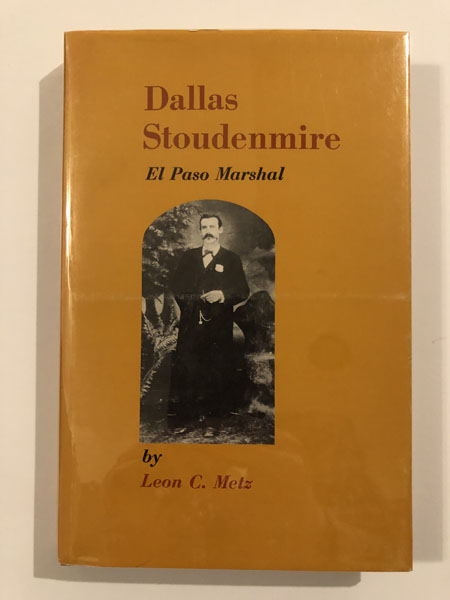 Dallas
Stoudenmire
El Paso Marshal
by
Leon C. Metz